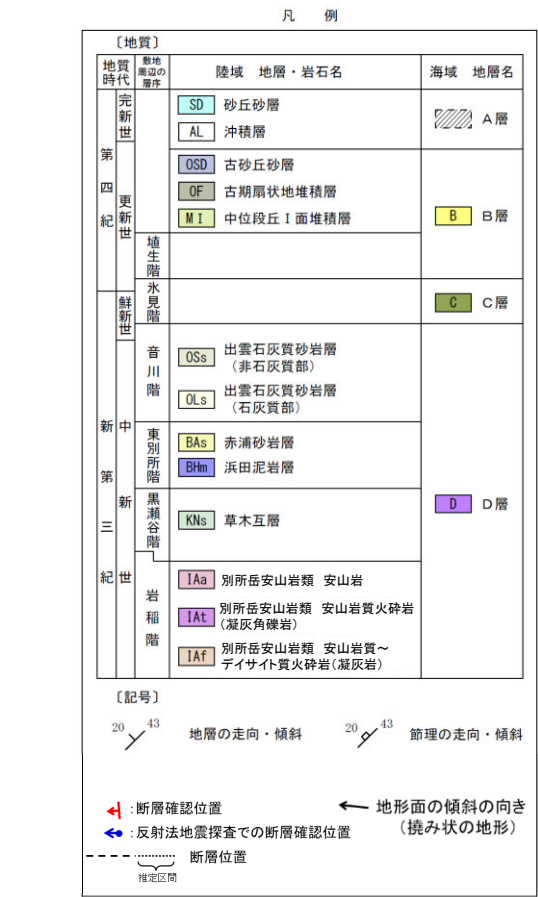 凡 例
〔地質〕
地質時代
敷地周辺の層序
陸域 地層・岩石名
海域 地層名
第四紀
完新世
SD 砂丘砂層
AL 沖積層
A層
更新世
OSD 古砂丘砂層
OF 古期扇状地堆積層
MⅠ 中位段丘Ⅰ面堆積層
B B層
埴生階
氷見階
C C層
新第三紀
鮮新世
中新世
音川階
OSs 出雲石灰質砂岩層
(非石灰質部)
OLs 出雲石灰質砂岩層
(石灰質部)
東別所階
BAs 赤浦砂岩層
BHm 浜田泥岩層
黒瀬谷階
KNs 草木互層
D D層
岩稲階
IAa 別所岳安山岩類 安山岩
IAt 別所岳安山岩類 安山岩質火砕岩
(凝灰角礫岩)
IAf 別所岳安山岩類 安山岩質～
デイサイト質火砕岩(凝灰岩)
〔記号〕
20 43 地層の走向・傾斜
20 43 節理の走向・傾斜
:断層確認位置
地形面の傾斜の向き
(撓み状の地形)
:反射法地震探査での断層確認位置
断層位置
推定区間